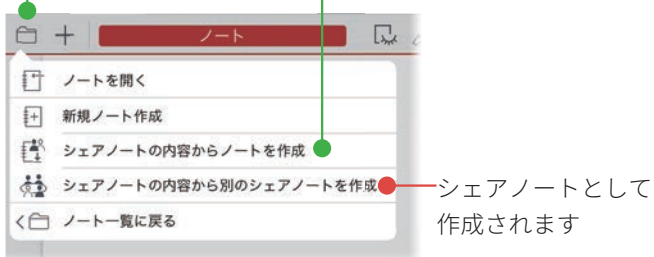 ノート
ノートを開く
新規ノート作成
シェアノートの内容からノートを作成
シェアノートの内容から別のシェアノートを作成
シェアノートとして
作成されます
ノート一覧に戻る